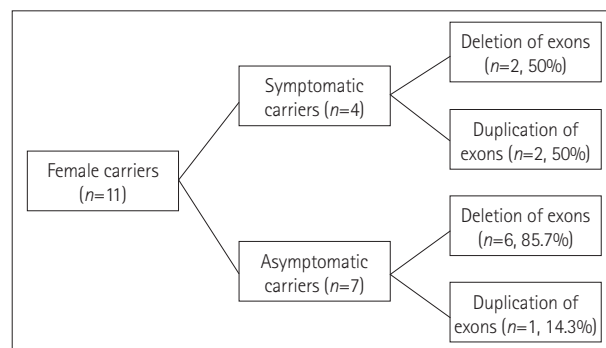 Female carriers
(n=11)
Symptomatic
carriers (n=4)
Deletion of exons
(n=2, 50%)
Duplication of
exons (n=2, 50%)
Asymptomatic
carriers (n=7)
Deletion of exons
(n=6, 85.7%)
Duplication of
exons (n=1, 14.3%)